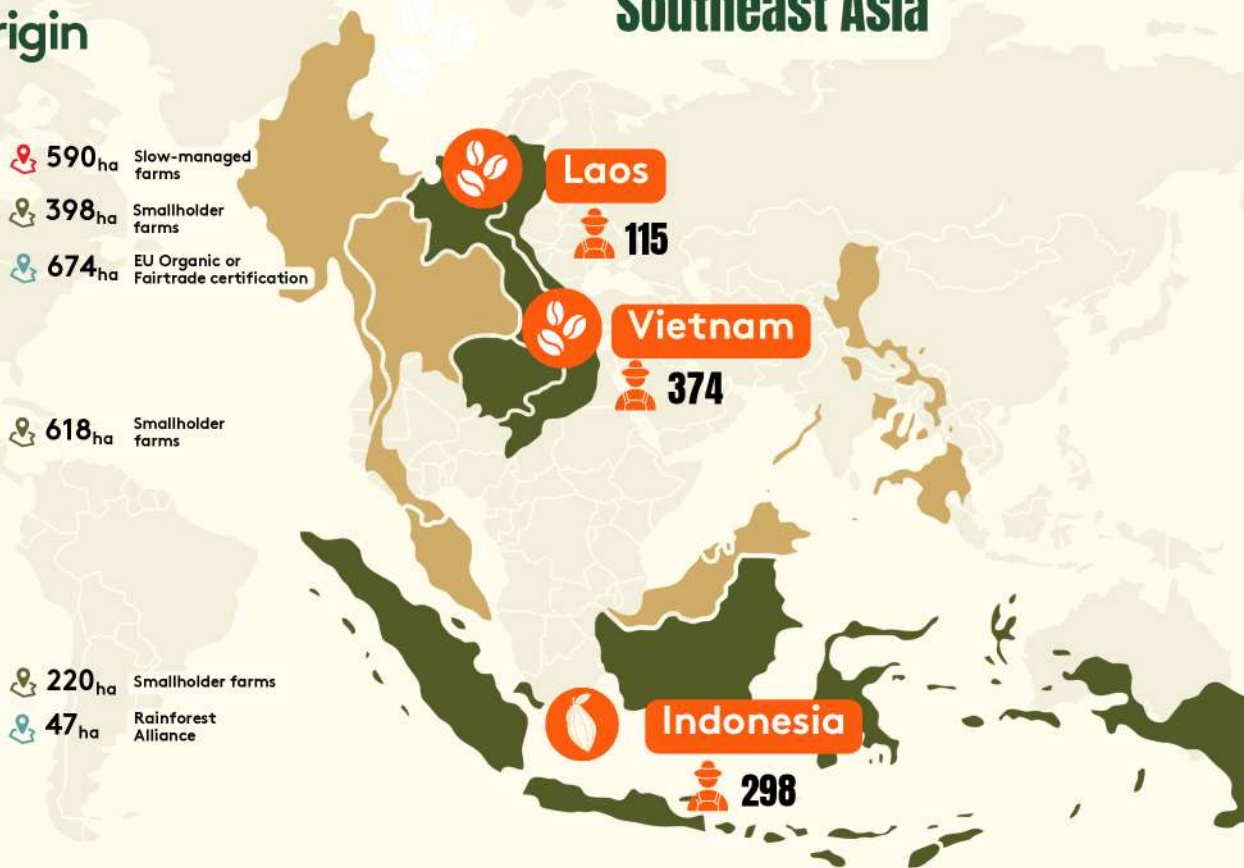 rigin
Southeast Asia
590ha Slow-managed
farms
398ha Smallholder
farms
674ha EU Organic or
Fairtrade certification
Laos
115
Vietnam
374
618ha Smallholder
farms
220ha Smallholder farms
47ha Rainforest
Alliance
Indonesia
298